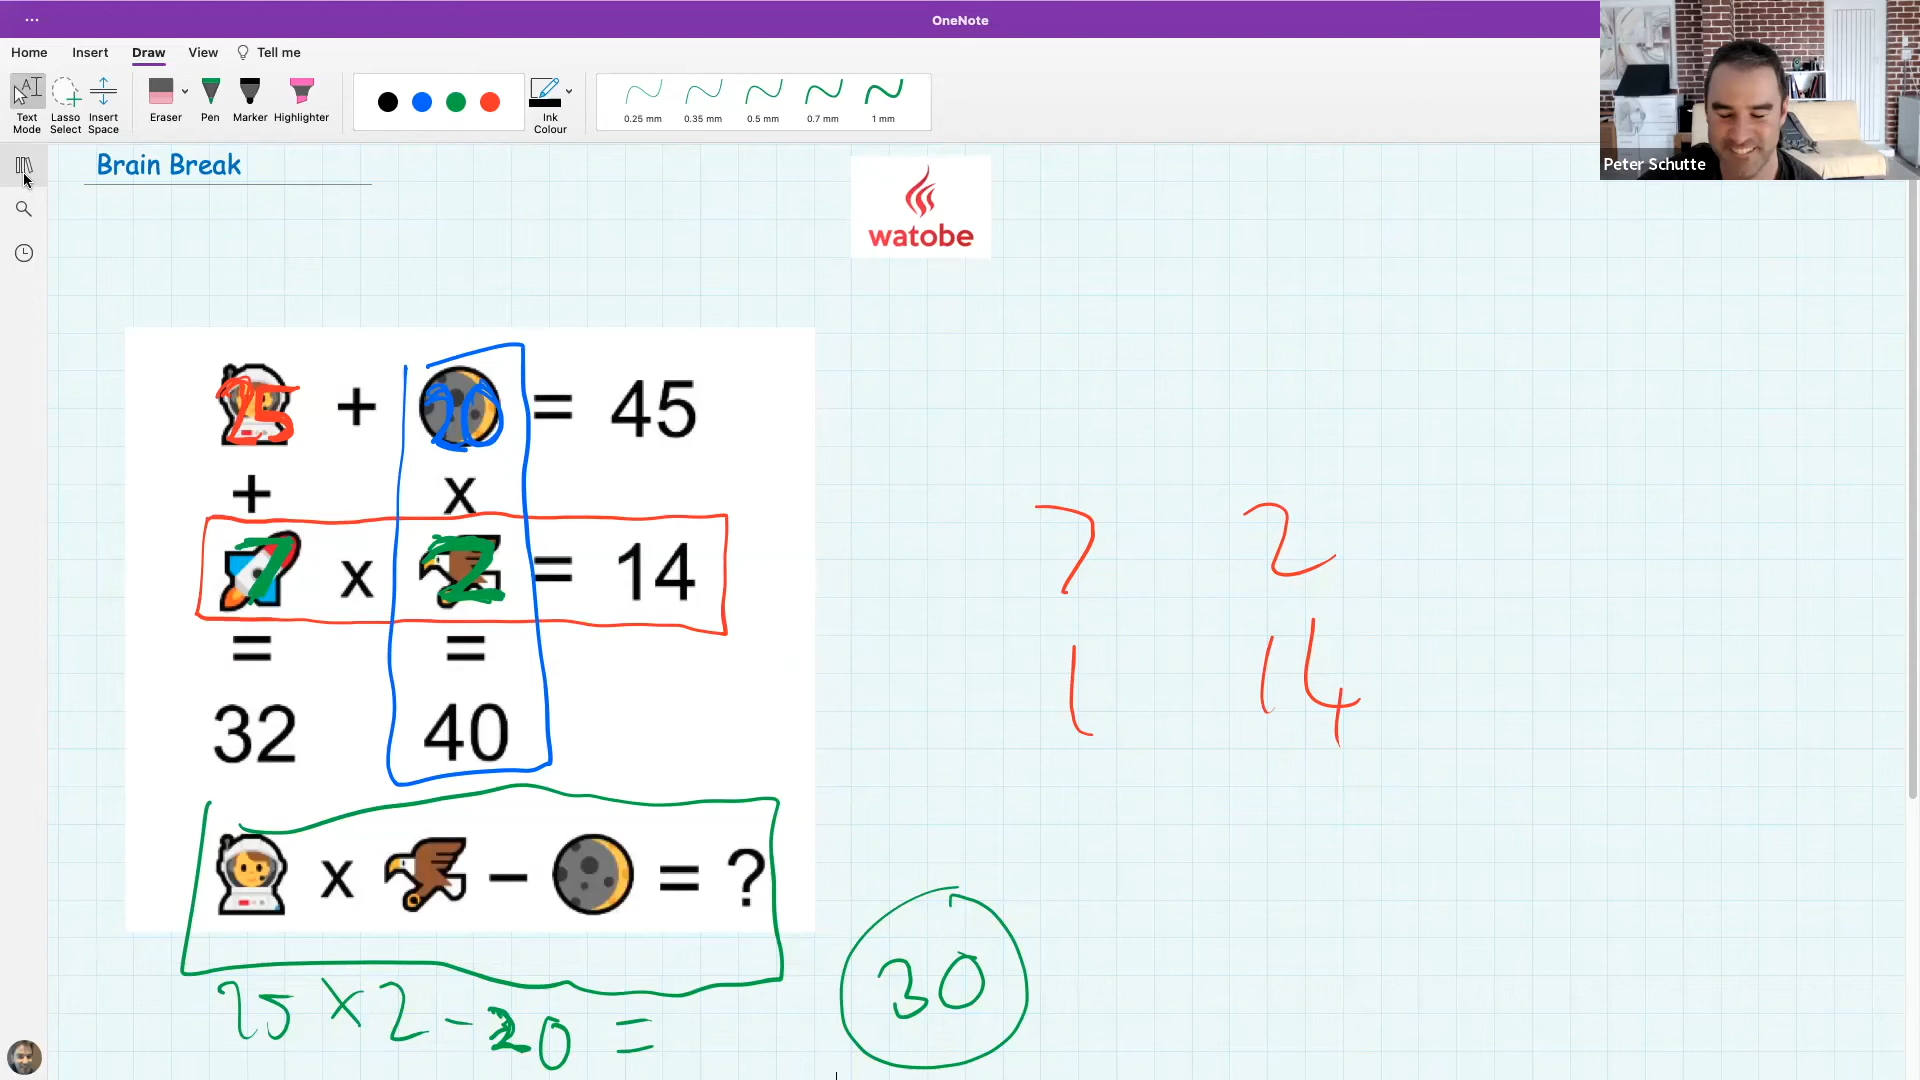 OneNote
Home Insert Draw View Tell me
Text Mode Lasso Select Insert Space Eraser Pen Marker Highlighter Ink Colour 0.25 mm 0.35 mm 0.5 mm 0.7 mm 1 mm
Peter Schutte
Brain Break
watobe
25 + 20 = 45
+ x
7 x 2 = 14
= =
32 40
x - = ?
25 x 2 - 20 =
30
7 2
1 14